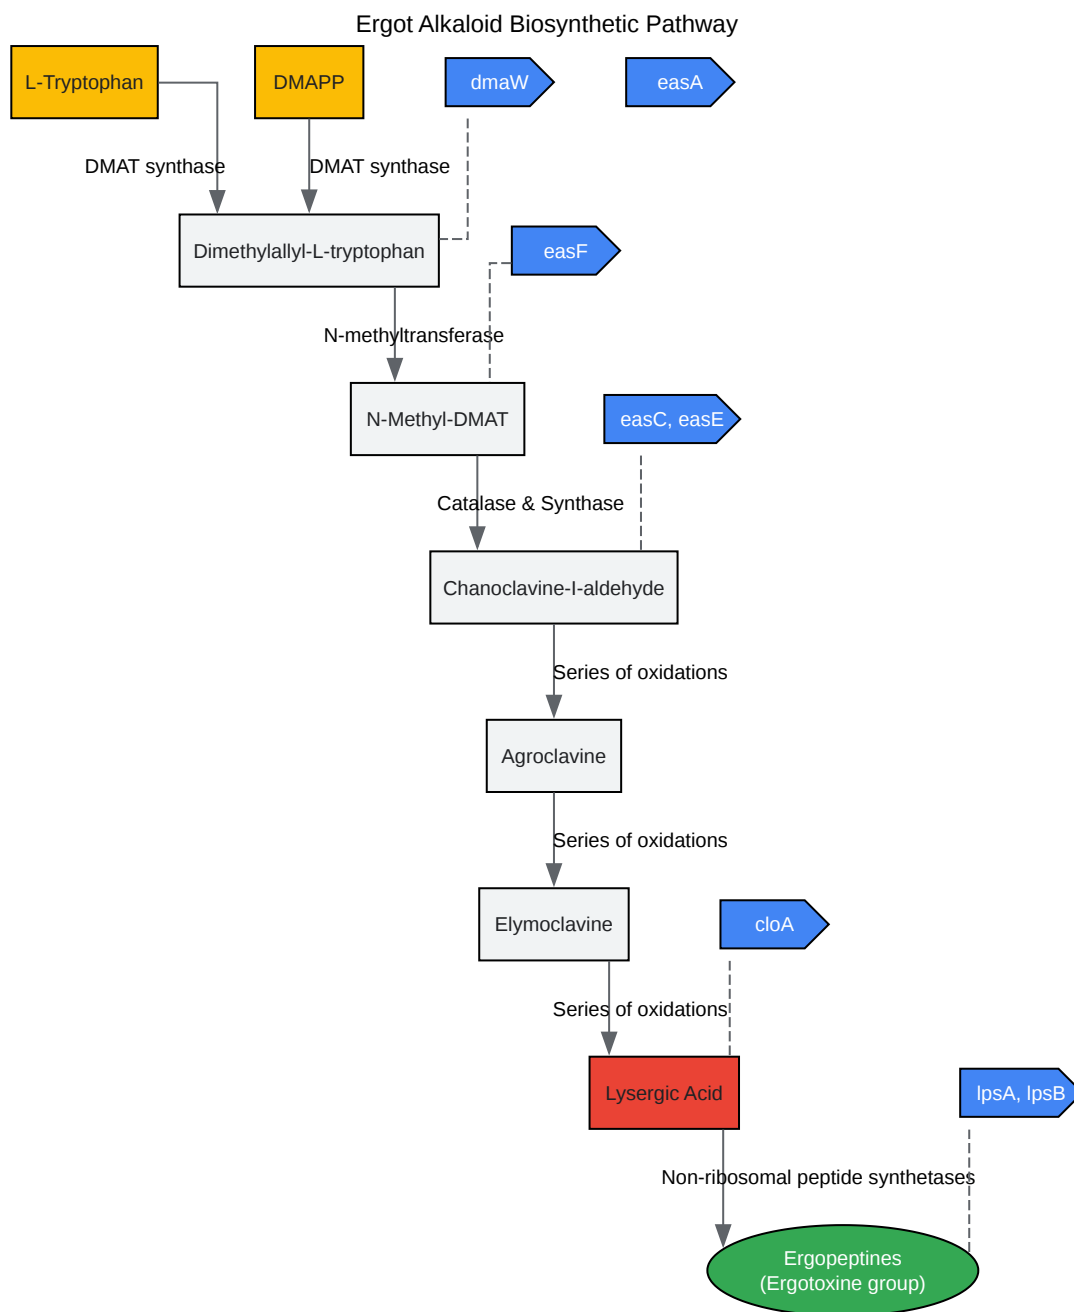 Ergot Alkaloid Biosynthetic Pathway
L-Tryptophan
DMAPP
dmaW
easA
DMAT synthase
DMAT synthase
Dimethylallyl-L-tryptophan
easF
N-methyltransferase
N-Methyl-DMAT
easC, easE
Catalase & Synthase
Chanoclavine-I-aldehyde
Series of oxidations
Agroclavine
Series of oxidations
Elymoclavine
cloA
Series of oxidations
Lysergic Acid
lpsA, lpsB
Non-ribosomal peptide synthetases
Ergopeptines
(Ergotoxine group)